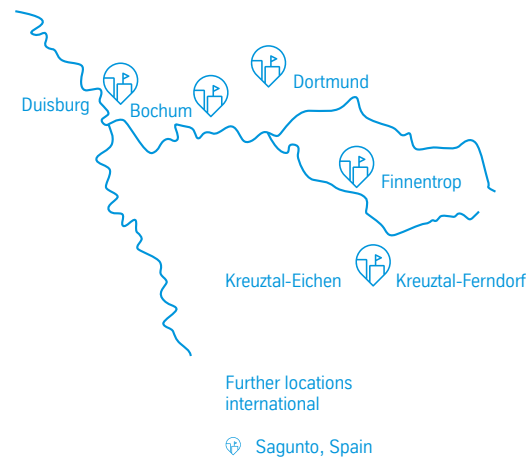 Dortmund
Duisburg
Bochum
Finnentrop
Kreuztal-Eichen
Kreuztal-Ferndorf
Further locations
international
Sagunto, Spain